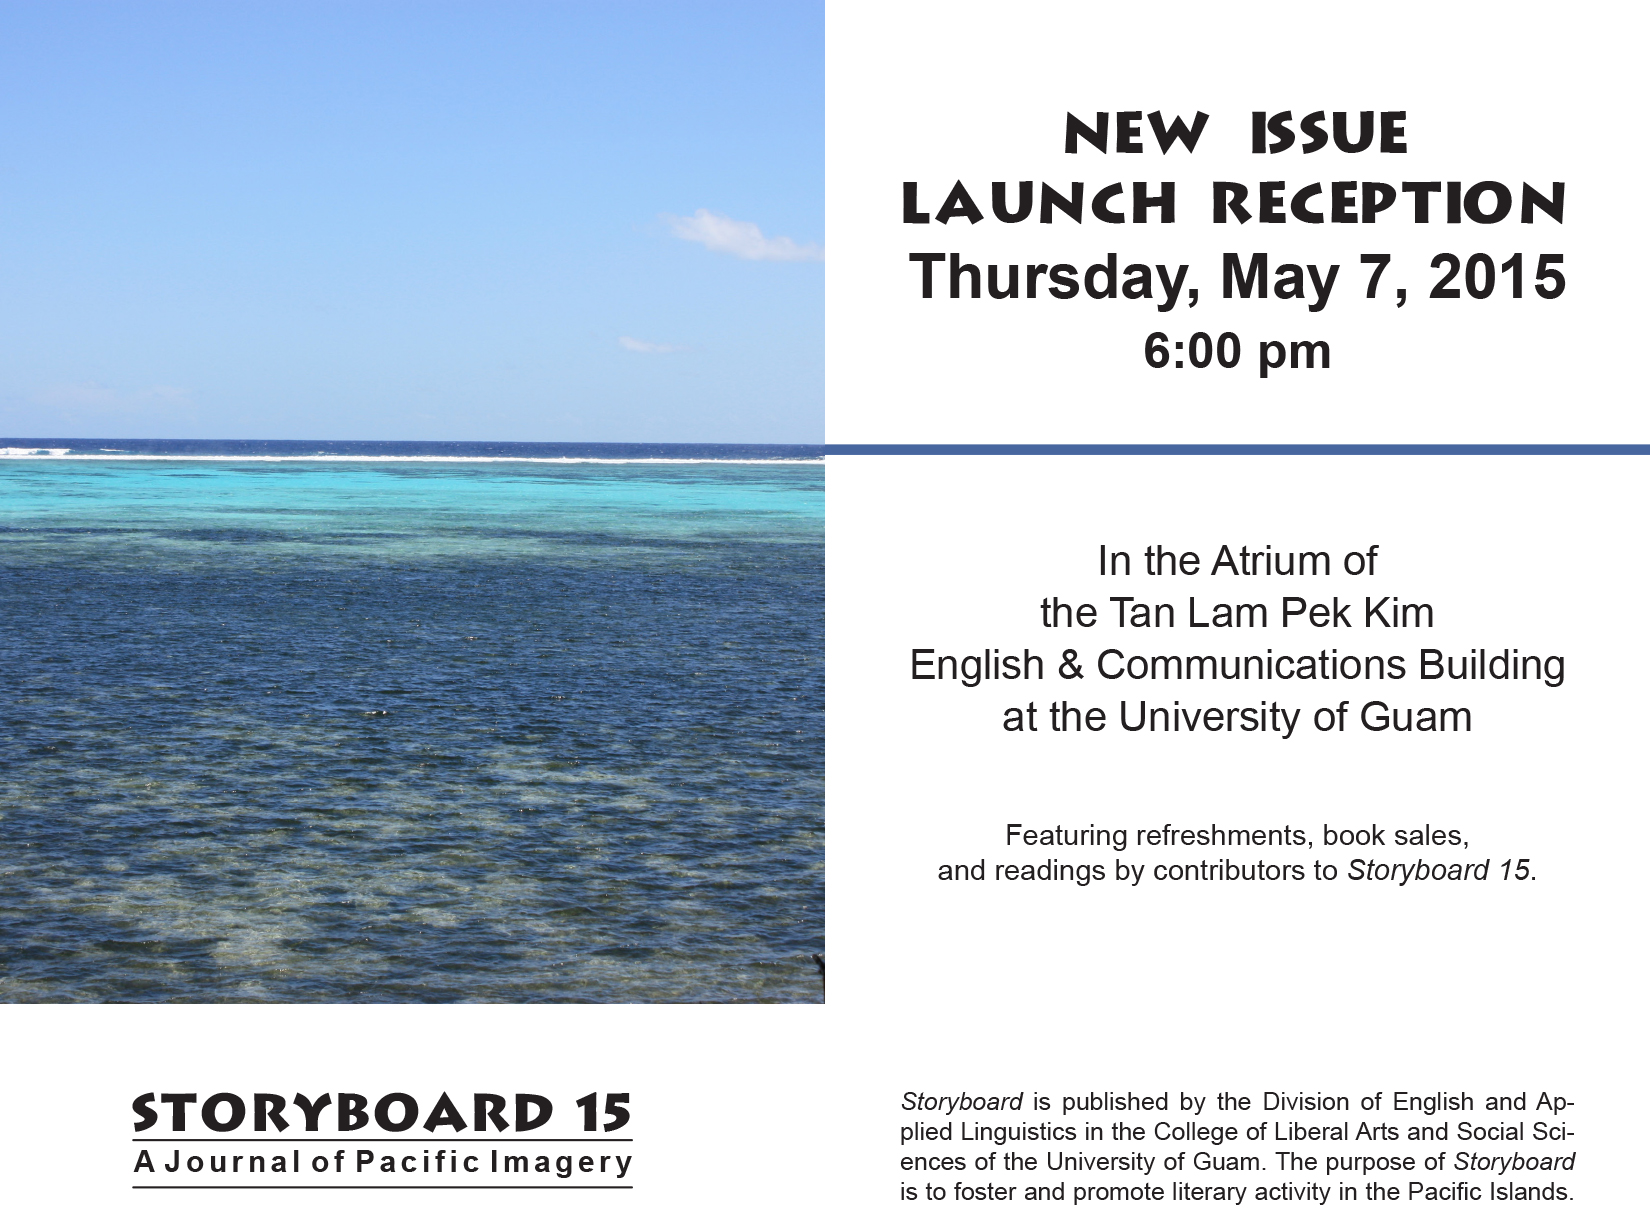 NEW ISSUE
LAUNCH RECEPTION
Thursday, May 7, 2015
6:00 pm
In the Atrium of
the Tan Lam Pek Kim
English & Communications Building
at the University of Guam
Featuring refreshments, book sales,
and readings by contributors to Storyboard 15.
STORYBOARD 15
A Journal of Pacific Imagery
Storyboard is published by the Division of English and Ap-
plied Linguistics in the College of Liberal Arts and Social Sci-
ences of the University of Guam. The purpose of Storyboard
is to foster and promote literary activity in the Pacific Islands.